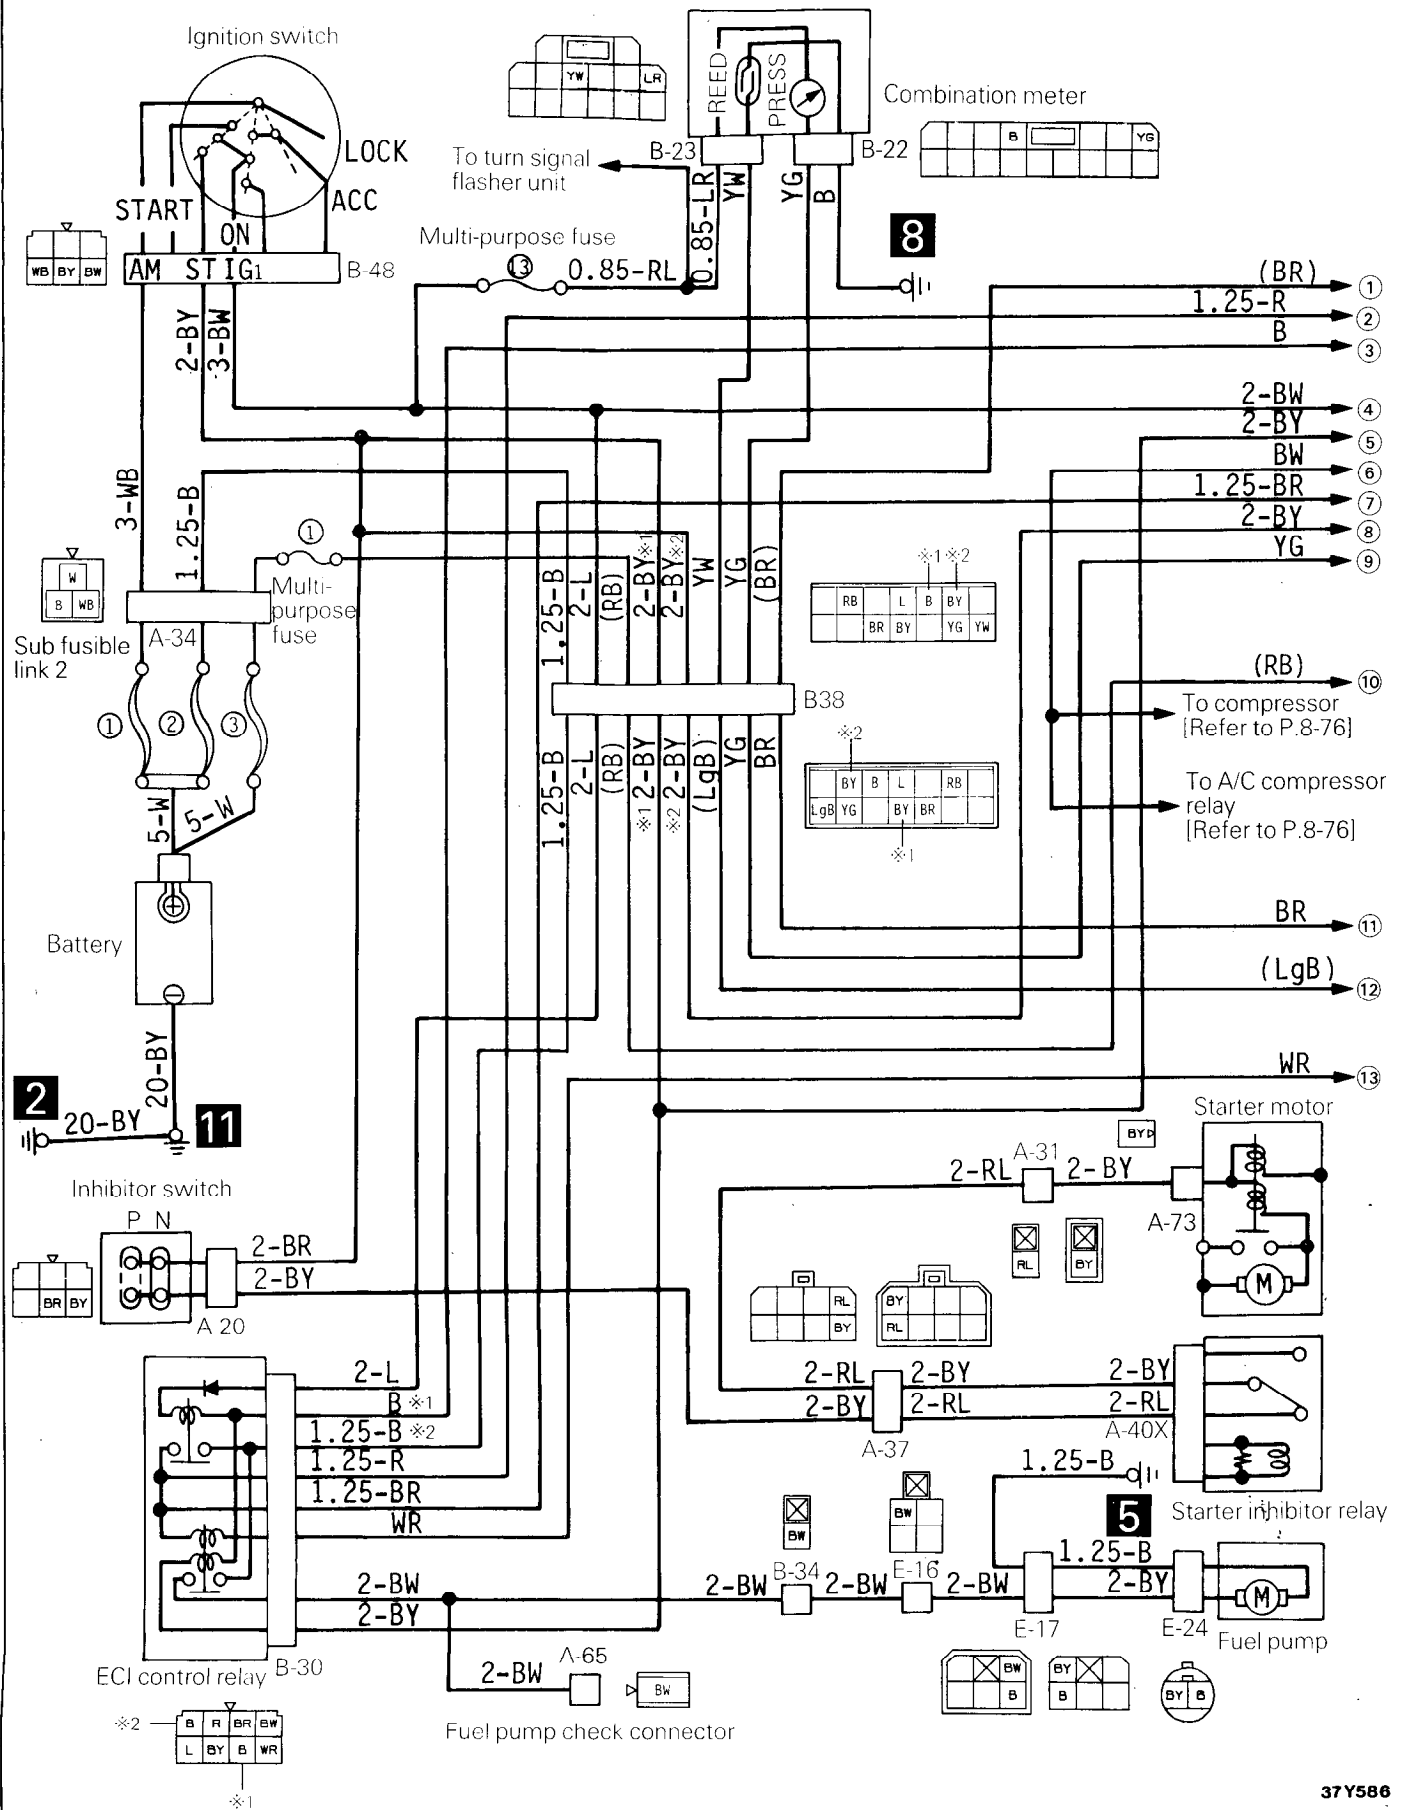 Ignition switch
LOCK
ACC
START
ON
AM ST IG1
B-48
WB BY BW
YW LR
REED
PRESS
Combination meter
B-23
B-22
B YG
To turn signal
flasher unit
0.85-LR
YW
YG
B
8
Multi-purpose fuse
13
0.85-RL
2-BY
3-BW
(BR)
1
1.25-R
2
B
3
2-BW
4
2-BY
5
BW
6
1.25-BR
7
2-BY
8
YG
9
3-WB
1.25-B
1
Multi-
purpose
fuse
W
B WB
A-34
Sub fusible
link 2
1
2
3
5-W
5-W
1.25-B
2-L
(RB)
2-BY※1
2-BY※2
YW
YG
(BR)
※1 ※2
RB L B BY
BR BY YG YW
B38
(RB)
10
To compressor
[Refer to P.8-76]
To A/C compressor
relay
[Refer to P.8-76]
1.25-B
2-L
(RB)
※1 2-BY
※2 2-BY
(LgB)
YG
BR
※2
BY B L RB
LgB YG BY BR
※1
Battery
20-BY
2
20-BY
11
BR
11
(LgB)
12
WR
13
Inhibitor switch
P N
BR BY
A 20
2-BR
2-BY
Starter motor
BY
A-31
2-RL
2-BY
A-73
M
RL
BY
RL
BY
BY
RL
2-RL
2-BY
2-BY
2-RL
2-BY
2-RL
A-37
A-40X
Starter inhibitor relay
2-L
B ※1
1.25-B ※2
1.25-R
1.25-BR
WR
2-BW
2-BY
B-30
ECI control relay
※2
B R BR BW
L BY B WR
※1
1.25-B
5
BW
BW
B-34
E-16
2-BW
2-BW
2-BW
1.25-B
2-BY
E-17
E-24
M
Fuel pump
2-BW
A-65
BW
Fuel pump check connector
BW
B
BY
B
BY B
37Y586